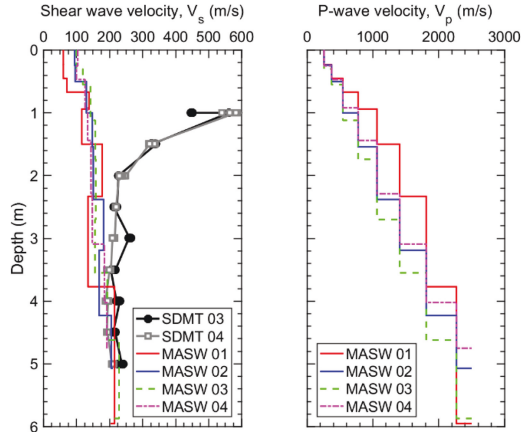 Shear wave velocity, Vs (m/s)
0 100 200 300 400 500 600
Depth (m)
0
1
2
3
4
5
6
SDMT 03
SDMT 04
MASW 01
MASW 02
MASW 03
MASW 04
P-wave velocity, Vp (m/s)
0 1000 2000 3000
MASW 01
MASW 02
MASW 03
MASW 04